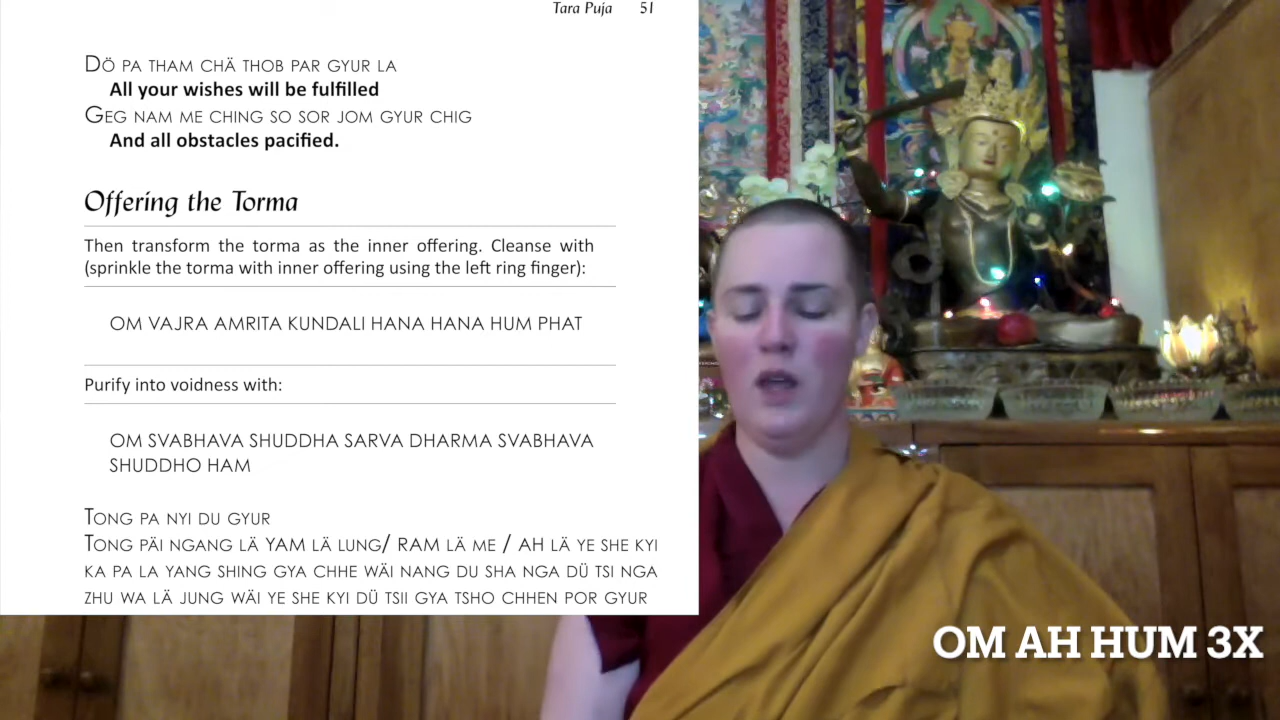 Tara Puja 51
DÖ PA THAM CHÄ THOB PAR GYUR LA
All your wishes will be fulfilled
GEG NAM ME CHING SO SOR JOM GYUR CHIG
And all obstacles pacified.
Offering the Torma
Then transform the torma as the inner offering. Cleanse with
(sprinkle the torma with inner offering using the left ring finger):
OM VAJRA AMRITA KUNDALI HANA HANA HUM PHAT
Purify into voidness with:
OM SVABHAVA SHUDDHA SARVA DHARMA SVABHAVA
SHUDDHO HAM
TONG PA NYI DU GYUR
TONG PÄI NGANG LÄ YAM LÄ LUNG/ RAM LÄ ME / AH LÄ YE SHE KYI
KA PA LA YANG SHING GYA CHHE WÄI NANG DU SHA NGA DÜ TSI NGA
ZHU WA LÄ JUNG WÄI YE SHE KYI DÜ TSII GYA TSHO CHHEN POR GYUR
OM AH HUM 3X